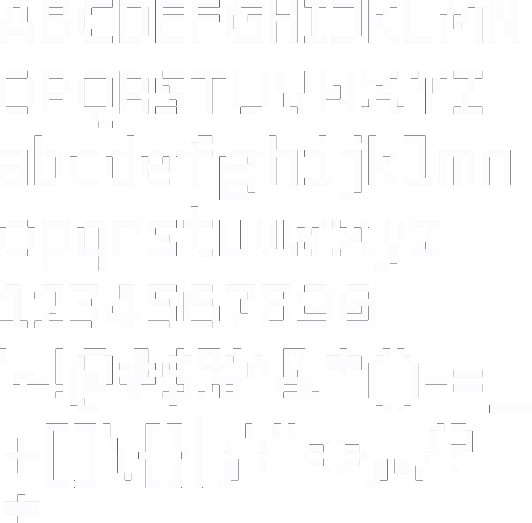 ABCDEFGHIJKLMN
OPQRSTUVWXYZ
abcdefghijklmn
opqrstuvwxyz
1234567890
`~!@#$%^&*()-=_
+[]\{}|